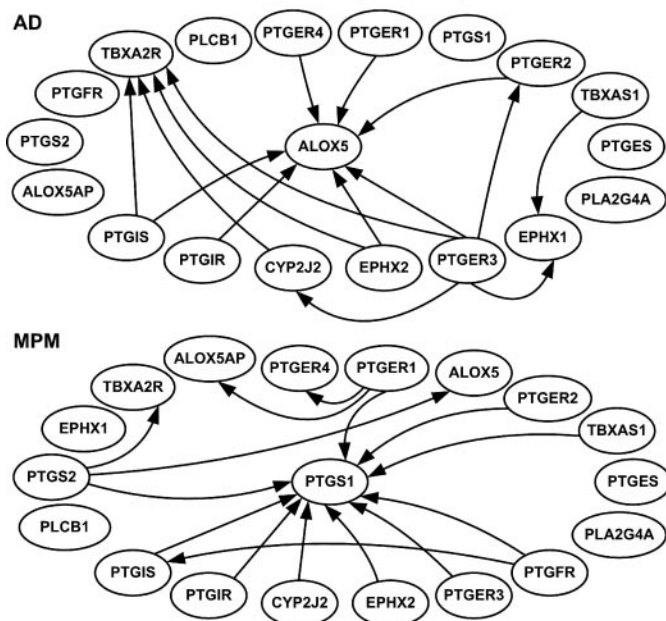 AD
PLCB1
PTGER4
PTGER1
PTGS1
TBXA2R
PTGER2
PTGFR
TBXAS1
PTGS2
ALOX5
PTGES
ALOX5AP
PLA2G4A
PTGIS
PTGIR
CYP2J2
EPHX2
PTGER3
EPHX1
MPM
ALOX5AP
PTGER4
PTGER1
ALOX5
TBXA2R
PTGER2
EPHX1
TBXAS1
PTGS2
PTGS1
PTGES
PLCB1
PLA2G4A
PTGIS
PTGIR
CYP2J2
EPHX2
PTGER3
PTGFR